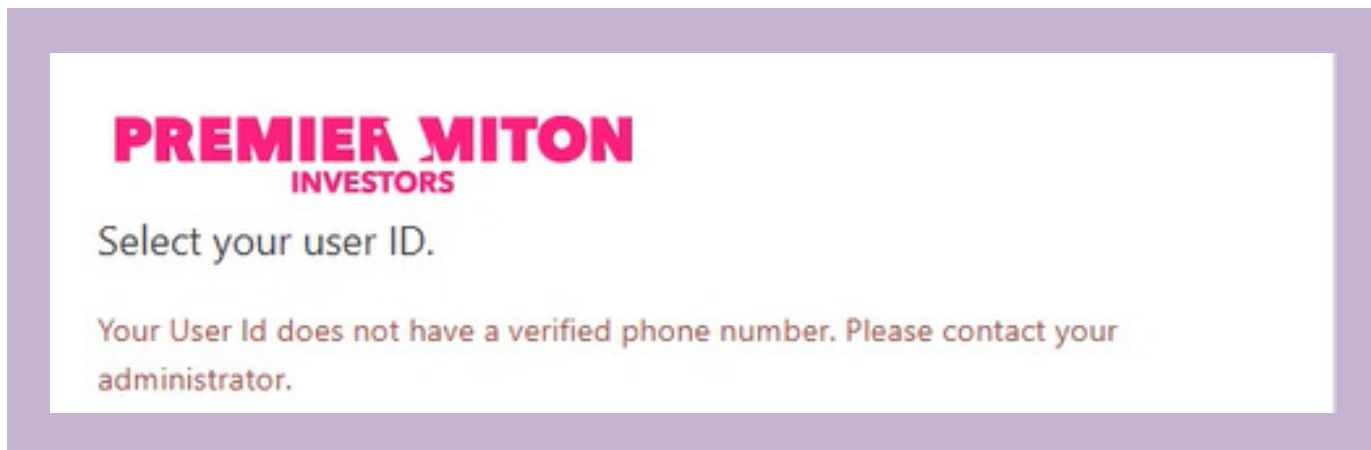 PREMIER MITON
INVESTORS
Select your user ID.
Your User Id does not have a verified phone number. Please contact your
administrator.